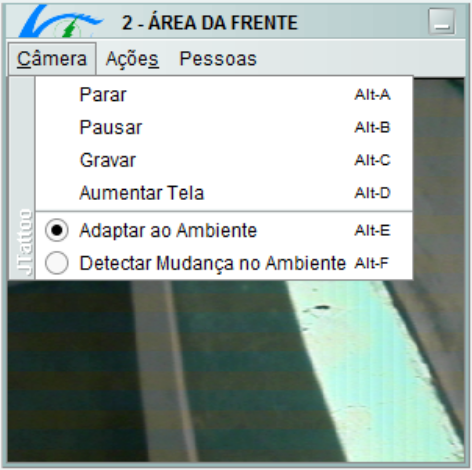 2 - ÁREA DA FRENTE
Câmera Ações Pessoas
Parar Alt-A
Pausar Alt-B
Gravar Alt-C
Aumentar Tela Alt-D
Adaptar ao Ambiente Alt-E
Detectar Mudança no Ambiente Alt-F
JTattoo